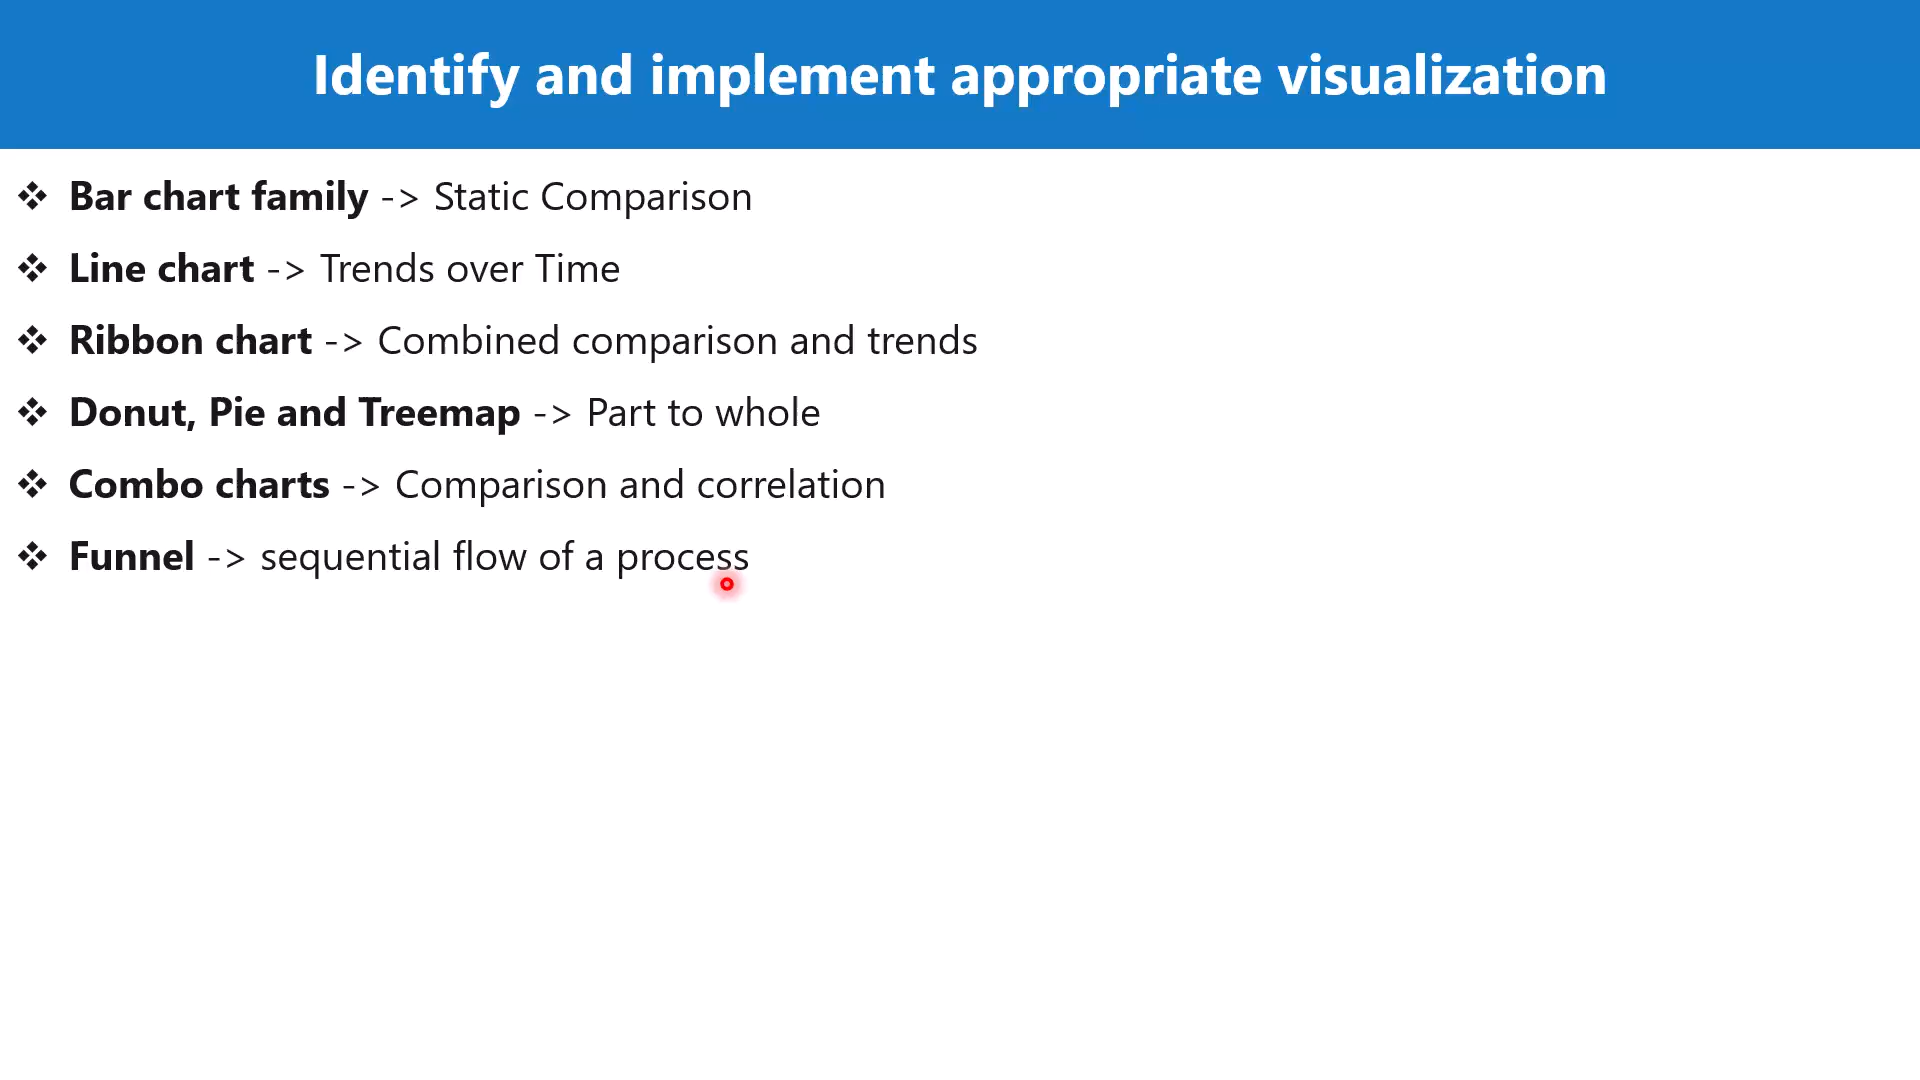 Identify and implement appropriate visualization
❖ Bar chart family -> Static Comparison
❖ Line chart -> Trends over Time
❖ Ribbon chart -> Combined comparison and trends
❖ Donut, Pie and Treemap -> Part to whole
❖ Combo charts -> Comparison and correlation
❖ Funnel -> sequential flow of a process